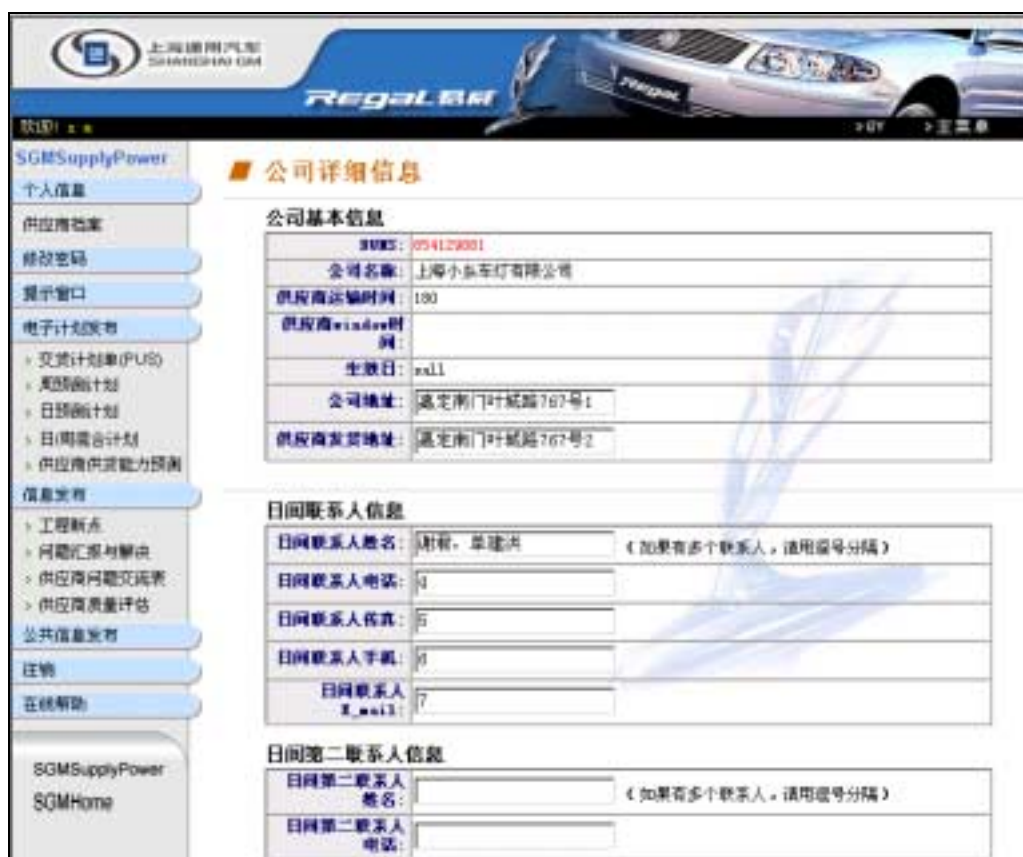 上海通用汽车
SHANGHAI GM
Regal 君威
Regal
欢迎!
>主菜单
SGMSupplyPower
个人信息
供应商档案
修改密码
提示窗口
电子计划发布
交货计划单(PUS)
周预测计划
日预测计划
日/周混合计划
供应商供货能力预测
信息发布
工程断点
问题汇报与解决
供应商问题交流表
供应商质量评估
公共信息发布
注销
在线帮助
SGMSupplyPower
SGMHome
公司详细信息
公司基本信息
DUNS: 654129881
公司名称: 上海小糸车灯有限公司
供应商运输时间: 180
供应商window时
间:
生效日: null
公司地址: 嘉定南门叶城路767号1
供应商发货地址: 嘉定南门叶城路767号2
日间联系人信息
日间联系人姓名: (如果有多个联系人,请用逗号分隔)
日间联系人电话: 4
日间联系人传真: 5
日间联系人手机: 6
日间联系人
E_mail: 7
日间第二联系人信息
日间第二联系人
姓名: (如果有多个联系人,请用逗号分隔)
日间第二联系人
电话: